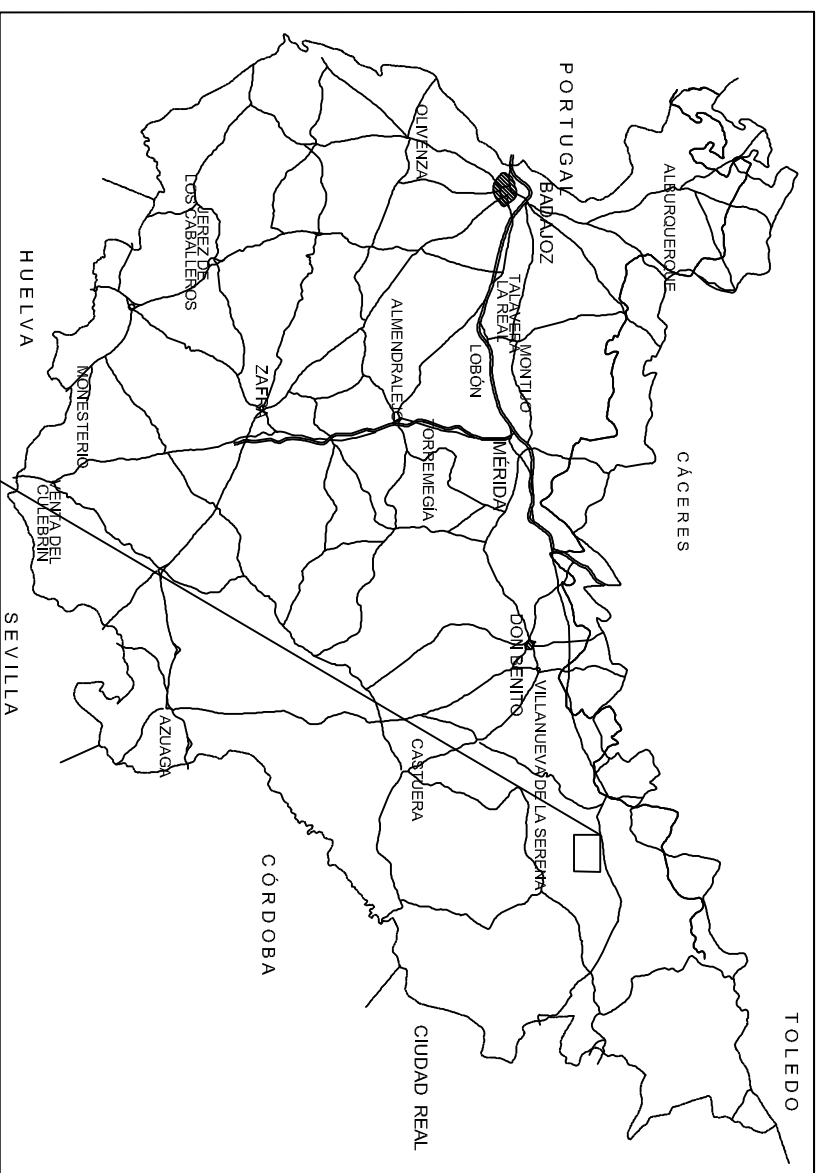 TOLEDO
CÁCERES
ALBURQUERQUE
PORTUGAL
BADAJOZ
VILLANUEVA DE LA SERENA
MONTIJO
TALAVERA
LA REAL
DON BENITO
MÉRIDA
LOBÓN
TORREMEGÍA
OLIVENZA
CIUDAD REAL
CASTUERA
ALMENDRALEJO
CÓRDOBA
ZAFRA
JEREZ DE
LOS CABALLEROS
AZUAGA
MONESTERIO
VENTA DEL
CULEBRÍN
HUELVA
SEVILLA